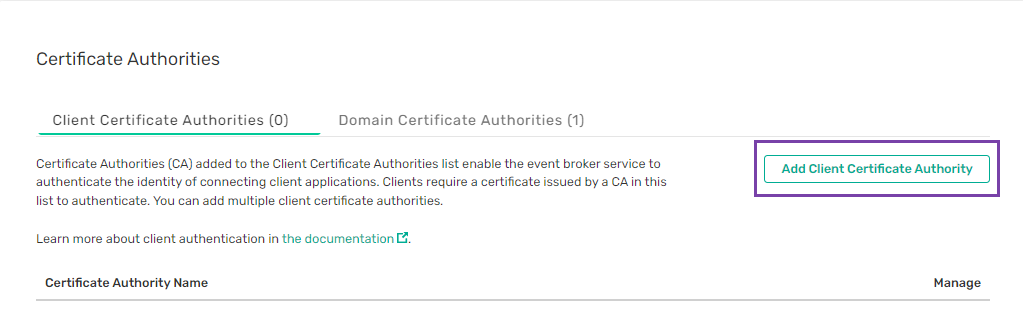 Certificate Authorities
Client Certificate Authorities (0) Domain Certificate Authorities (1)
Certificate Authorities (CA) added to the Client Certificate Authorities list enable the event broker service to
authenticate the identity of connecting client applications. Clients require a certificate issued by a CA in this
list to authenticate. You can add multiple client certificate authorities.
Add Client Certificate Authority
Learn more about client authentication in the documentation.
Certificate Authority Name Manage